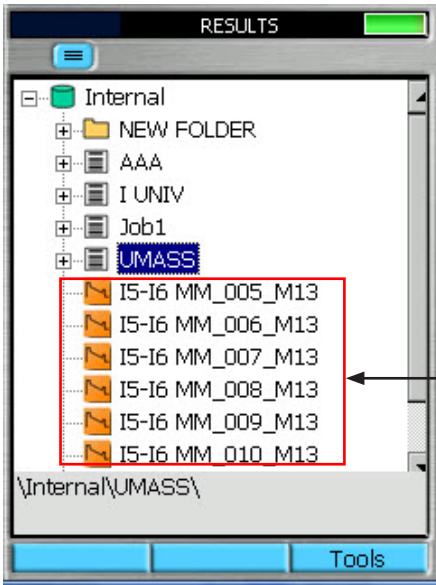 RESULTS
Internal
NEW FOLDER
AAA
I UNIV
Job1
UMASS
I5-I6 MM_005_M13
I5-I6 MM_006_M13
I5-I6 MM_007_M13
I5-I6 MM_008_M13
I5-I6 MM_009_M13
I5-I6 MM_010_M13
\Internal\UMASS\
Tools